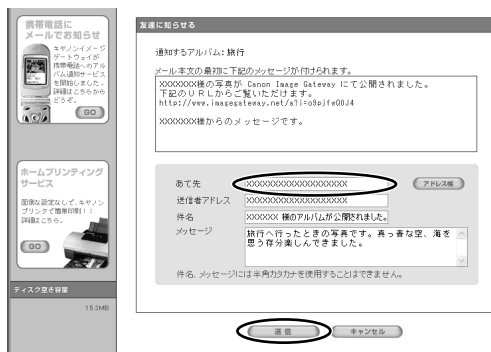 携帯電話に
メールでお知らせ
キヤノンイメージ
ゲートウェイが
携帯電話へのアル
バム通知サービス
を開始しました。
詳細はこちらから
どうぞ。
GO
ホームプリンティング
サービス
面倒な設定なしで、キヤノン
プリンタで簡単印刷！！
詳細はこちら。
GO
ディスク空き容量
15.3MB
友達に知らせる
通知するアルバム：旅行
メール本文の最初に下記のメッセージが付けられます。
XXXXXXX様の写真が Canon Image Gateway にて公開されました。
下記のＵＲＬからご覧いただけます。
http://www.imagegateway.net/a?i=o9pjfwQ0J4
XXXXXXX様からのメッセージです。
あて先 XXXXXXXXXXXXXXXXXXXX アドレス帳
送信者アドレス XXXXXXXXXXXXXXXXXXXX
件名 XXXXXX 様のアルバムが公開されました。
メッセージ 旅行へ行ったときの写真です。真っ青な空、海を
思う存分楽しんできました。
件名、メッセージには半角カタカナを使用することはできません。
送信 キャンセル